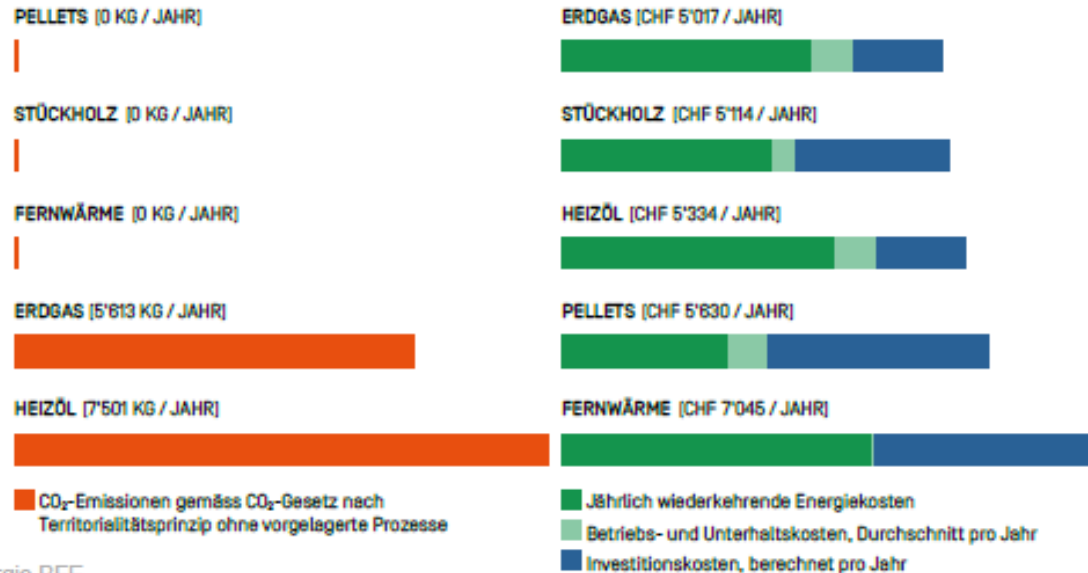 PELLETS [0 KG / JAHR]
STÜCKHOLZ [0 KG / JAHR]
FERNWÄRME [0 KG / JAHR]
ERDGAS [5'613 KG / JAHR]
HEIZÖL [7'501 KG / JAHR]
CO₂-Emissionen gemäss CO₂-Gesetz nach
Territorialitätsprinzip ohne vorgelagerte Prozesse
ERDGAS [CHF 5'017 / JAHR]
STÜCKHOLZ [CHF 5'114 / JAHR]
HEIZÖL [CHF 5'334 / JAHR]
PELLETS [CHF 5'630 / JAHR]
FERNWÄRME [CHF 7'045 / JAHR]
Jährlich wiederkehrende Energiekosten
Betriebs- und Unterhaltskosten, Durchschnitt pro Jahr
Investitionskosten, berechnet pro Jahr